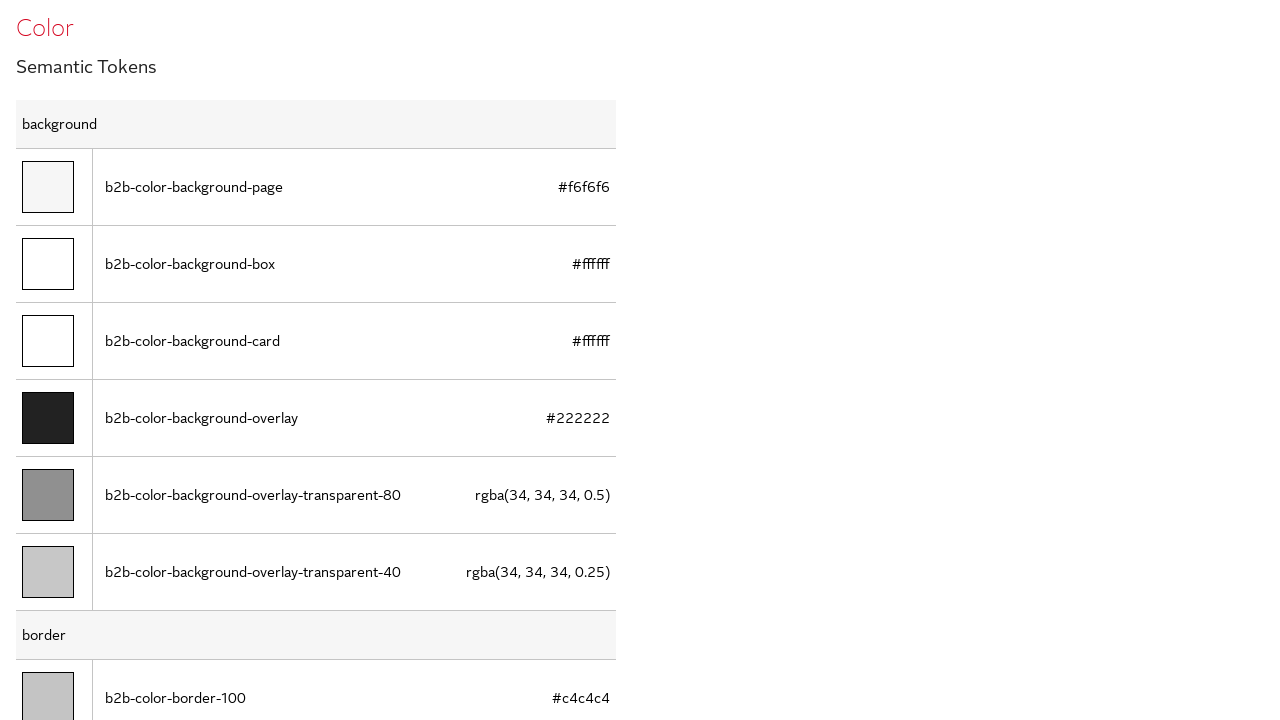 Color
Semantic Tokens
background
b2b-color-background-page #f6f6f6
b2b-color-background-box #ffffff
b2b-color-background-card #ffffff
b2b-color-background-overlay #222222
b2b-color-background-overlay-transparent-80 rgba(34, 34, 34, 0.5)
b2b-color-background-overlay-transparent-40 rgba(34, 34, 34, 0.25)
border
b2b-color-border-100 #c4c4c4